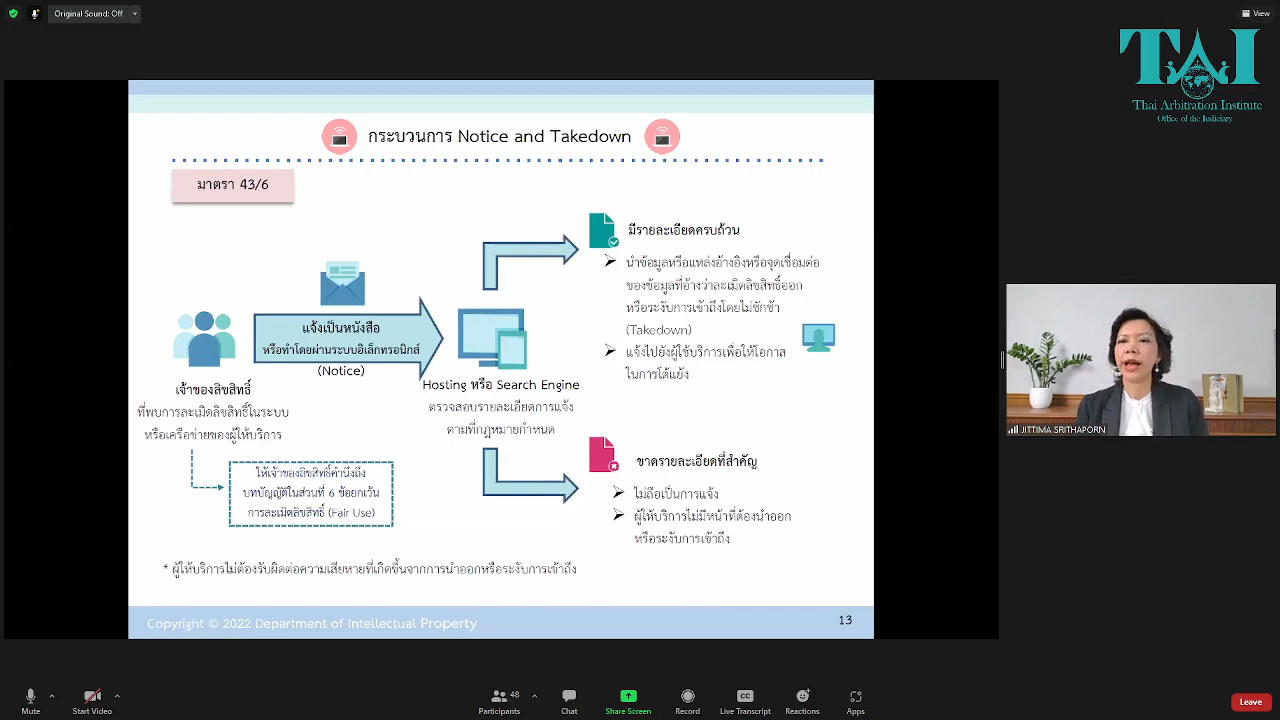 Original Sound: Off
View
TAI
Thai Arbitration Institute
Office of the Judiciary
กระบวนการ Notice and Takedown
มาตรา 43/6
เจ้าของลิขสิทธิ์
ที่พบการละเมิดลิขสิทธิ์ในระบบ
หรือเครือข่ายของผู้ให้บริการ
ให้เจ้าของลิขสิทธิ์คำนึงถึง
บทบัญญัติในส่วนที่ 6 ข้อยกเว้น
การละเมิดลิขสิทธิ์ (Fair Use)
แจ้งเป็นหนังสือ
หรือทำโดยผ่านระบบอิเล็กทรอนิกส์
(Notice)
Hosting หรือ Search Engine
ตรวจสอบรายละเอียดการแจ้ง
ตามที่กฎหมายกำหนด
มีรายละเอียดครบถ้วน
นำข้อมูลหรือแหล่งอ้างอิงหรือจุดเชื่อมต่อ
ของข้อมูลที่อ้างว่าละเมิดลิขสิทธิ์ออก
หรือระงับการเข้าถึงโดยไม่ชักช้า
(Takedown)
แจ้งไปยังผู้ใช้บริการเพื่อให้โอกาส
ในการโต้แย้ง
ขาดรายละเอียดที่สำคัญ
ไม่ถือเป็นการแจ้ง
ผู้ให้บริการไม่มีหน้าที่ต้องนำออก
หรือระงับการเข้าถึง
* ผู้ให้บริการไม่ต้องรับผิดต่อความเสียหายที่เกิดขึ้นจากการนำออกหรือระงับการเข้าถึง
Copyright © 2022 Department of Intellectual Property
13
JITTIMA SRITHAPORN
Mute
Start Video
48
Participants
Chat
Share Screen
Record
CC
Live Transcript
Reactions
Apps
Leave